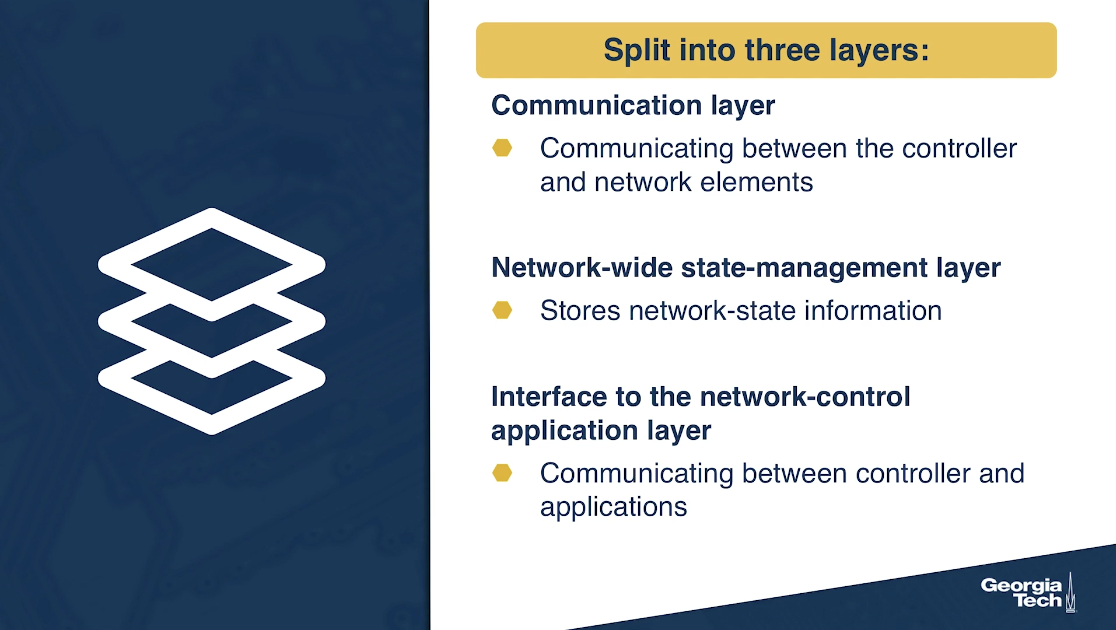 Split into three layers:
Communication layer
Communicating between the controller
and network elements
Network-wide state-management layer
Stores network-state information
Interface to the network-control
application layer
Communicating between controller and
applications
Georgia
Tech